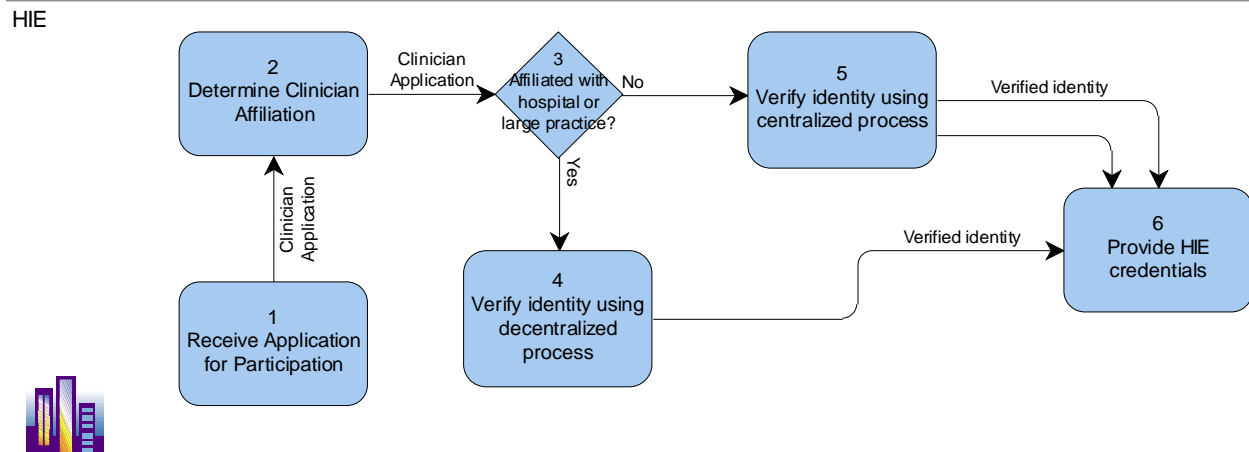 HIE
1
Receive Application
for Participation
Clinician
Application
2
Determine Clinician
Affiliation
Clinician
Application
3
Affiliated with
hospital or
large practice?
No
Yes
4
Verify identity using
decentralized
process
5
Verify identity using
centralized process
Verified identity
Verified identity
6
Provide HIE
credentials